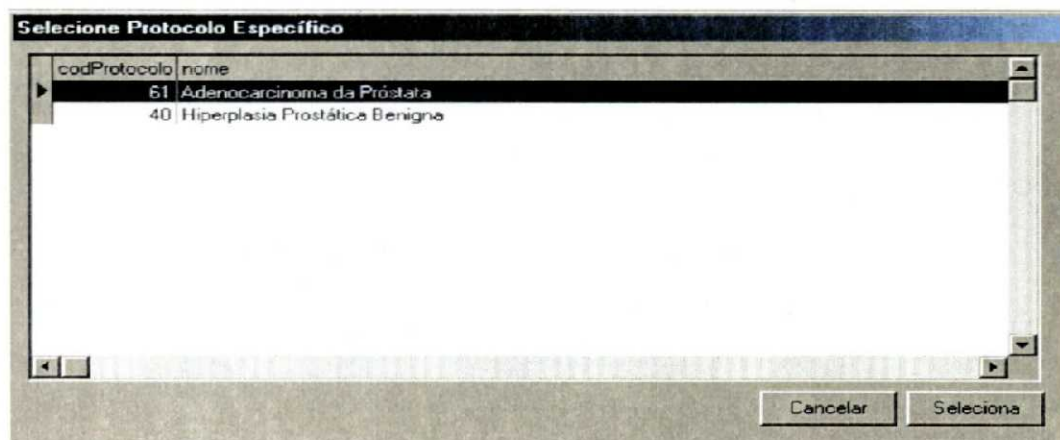 Selecione Protocolo Específico
codProtocolo nome
61 Adenocarcinoma da Próstata
40 Hiperplasia Prostática Benigna
Cancelar Seleciona